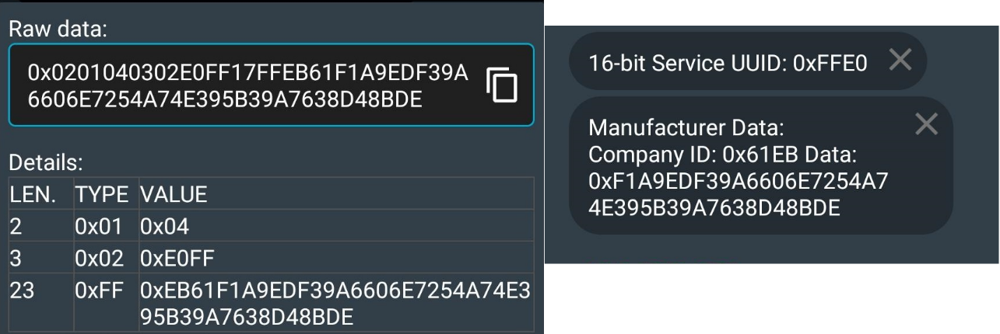 Raw data:
0x0201040302E0FF17FFEB61F1A9EDF39A
6606E7254A74E395B39A7638D48BDE
Details:
LEN. TYPE VALUE
2 0x01 0x04
3 0x02 0xE0FF
23 0xFF 0xEB61F1A9EDF39A6606E7254A74E3
95B39A7638D48BDE
16-bit Service UUID: 0xFFE0
Manufacturer Data:
Company ID: 0x61EB Data:
0xF1A9EDF39A6606E7254A7
4E395B39A7638D48BDE